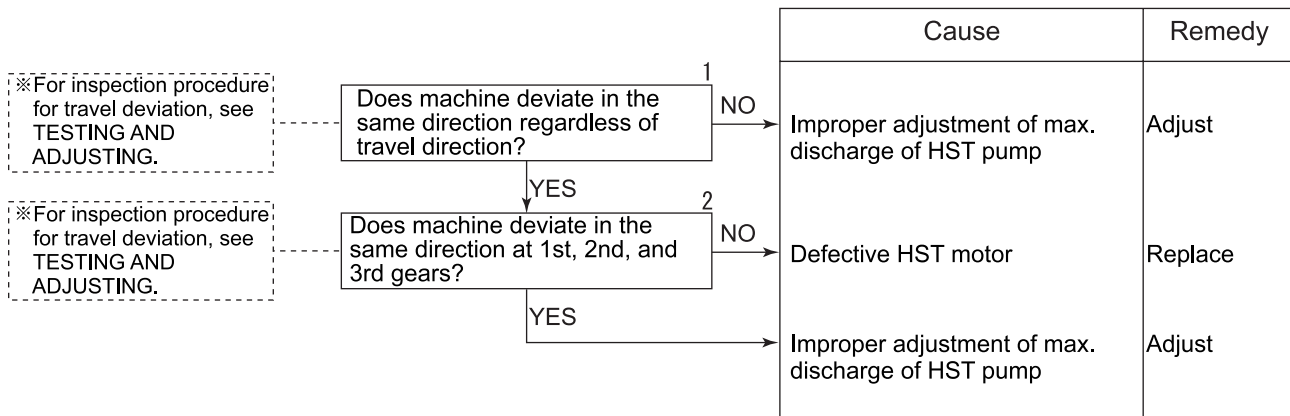 Cause Remedy
1
※For inspection procedure
for travel deviation, see
TESTING AND
ADJUSTING.
Does machine deviate in the
same direction regardless of
travel direction?
NO
Improper adjustment of max.
discharge of HST pump
Adjust
YES
2
※For inspection procedure
for travel deviation, see
TESTING AND
ADJUSTING.
Does machine deviate in the
same direction at 1st, 2nd, and
3rd gears?
NO
Defective HST motor
Replace
YES
Improper adjustment of max.
discharge of HST pump
Adjust